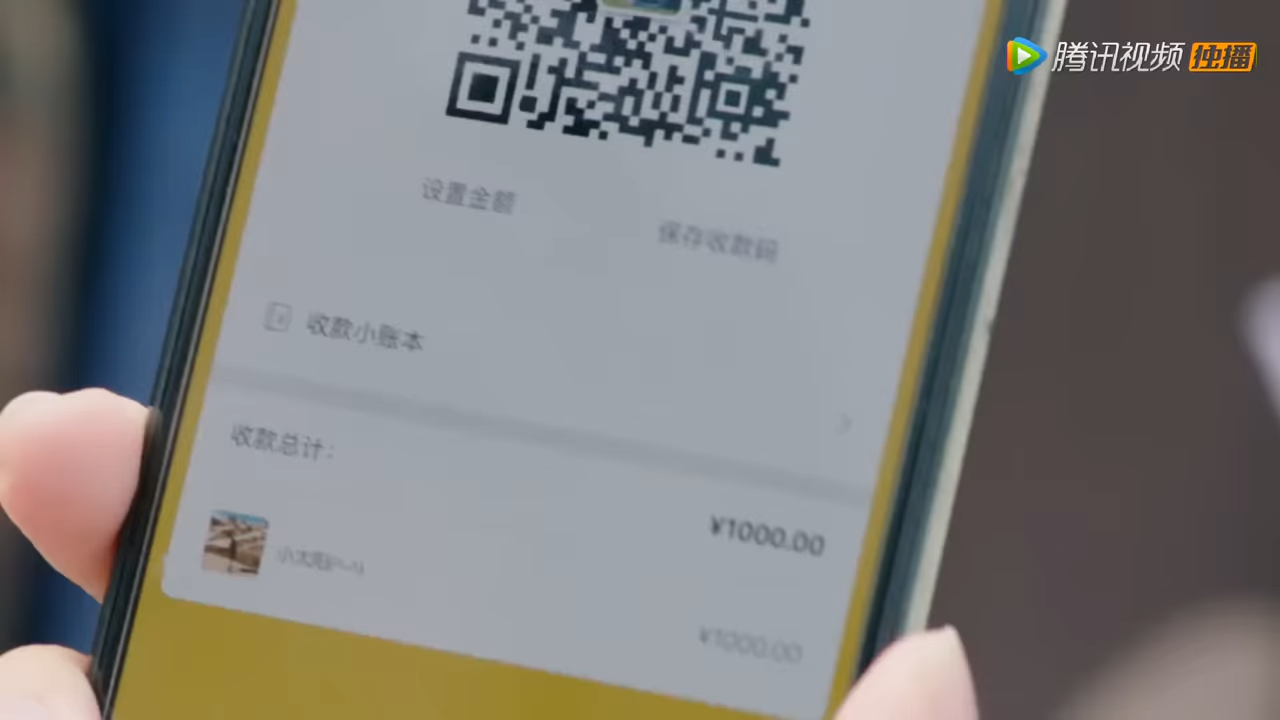 腾讯视频 独播
设置金额
保存收款码
收款小账本
收款总计：
¥1000.00
¥1000.00